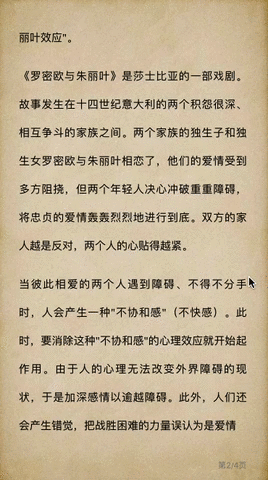 丽叶效应"。
《罗密欧与朱丽叶》是莎士比亚的一部戏剧。
故事发生在十四世纪意大利的两个积怨很深、
相互争斗的家族之间。两个家族的独生子和独
生女罗密欧与朱丽叶相恋了，他们的爱情受到
多方阻挠，但两个年轻人决心冲破重重障碍，
将忠贞的爱情轰轰烈烈地进行到底。双方的家
人越是反对，两个人的心贴得越紧。
当彼此相爱的两个人遇到障碍、不得不分手
时，人会产生一种"不协和感"（不快感）。此
时，要消除这种"不协和感"的心理效应就开始起
作用。由于人的心理无法改变外界障碍的现
状，于是加深感情以逾越障碍。此外，人们还
会产生错觉，把战胜困难的力量误认为是爱情
第2/4页